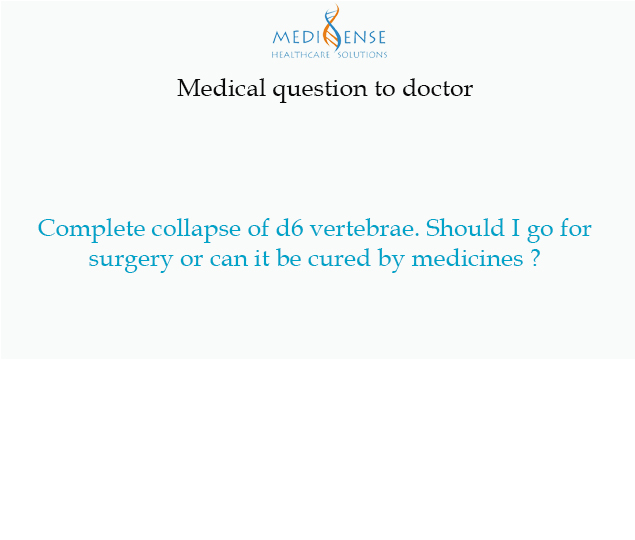 MEDISENSE
HEALTHCARE SOLUTIONS
Medical question to doctor
Complete collapse of d6 vertebrae. Should I go for
surgery or can it be cured by medicines ?